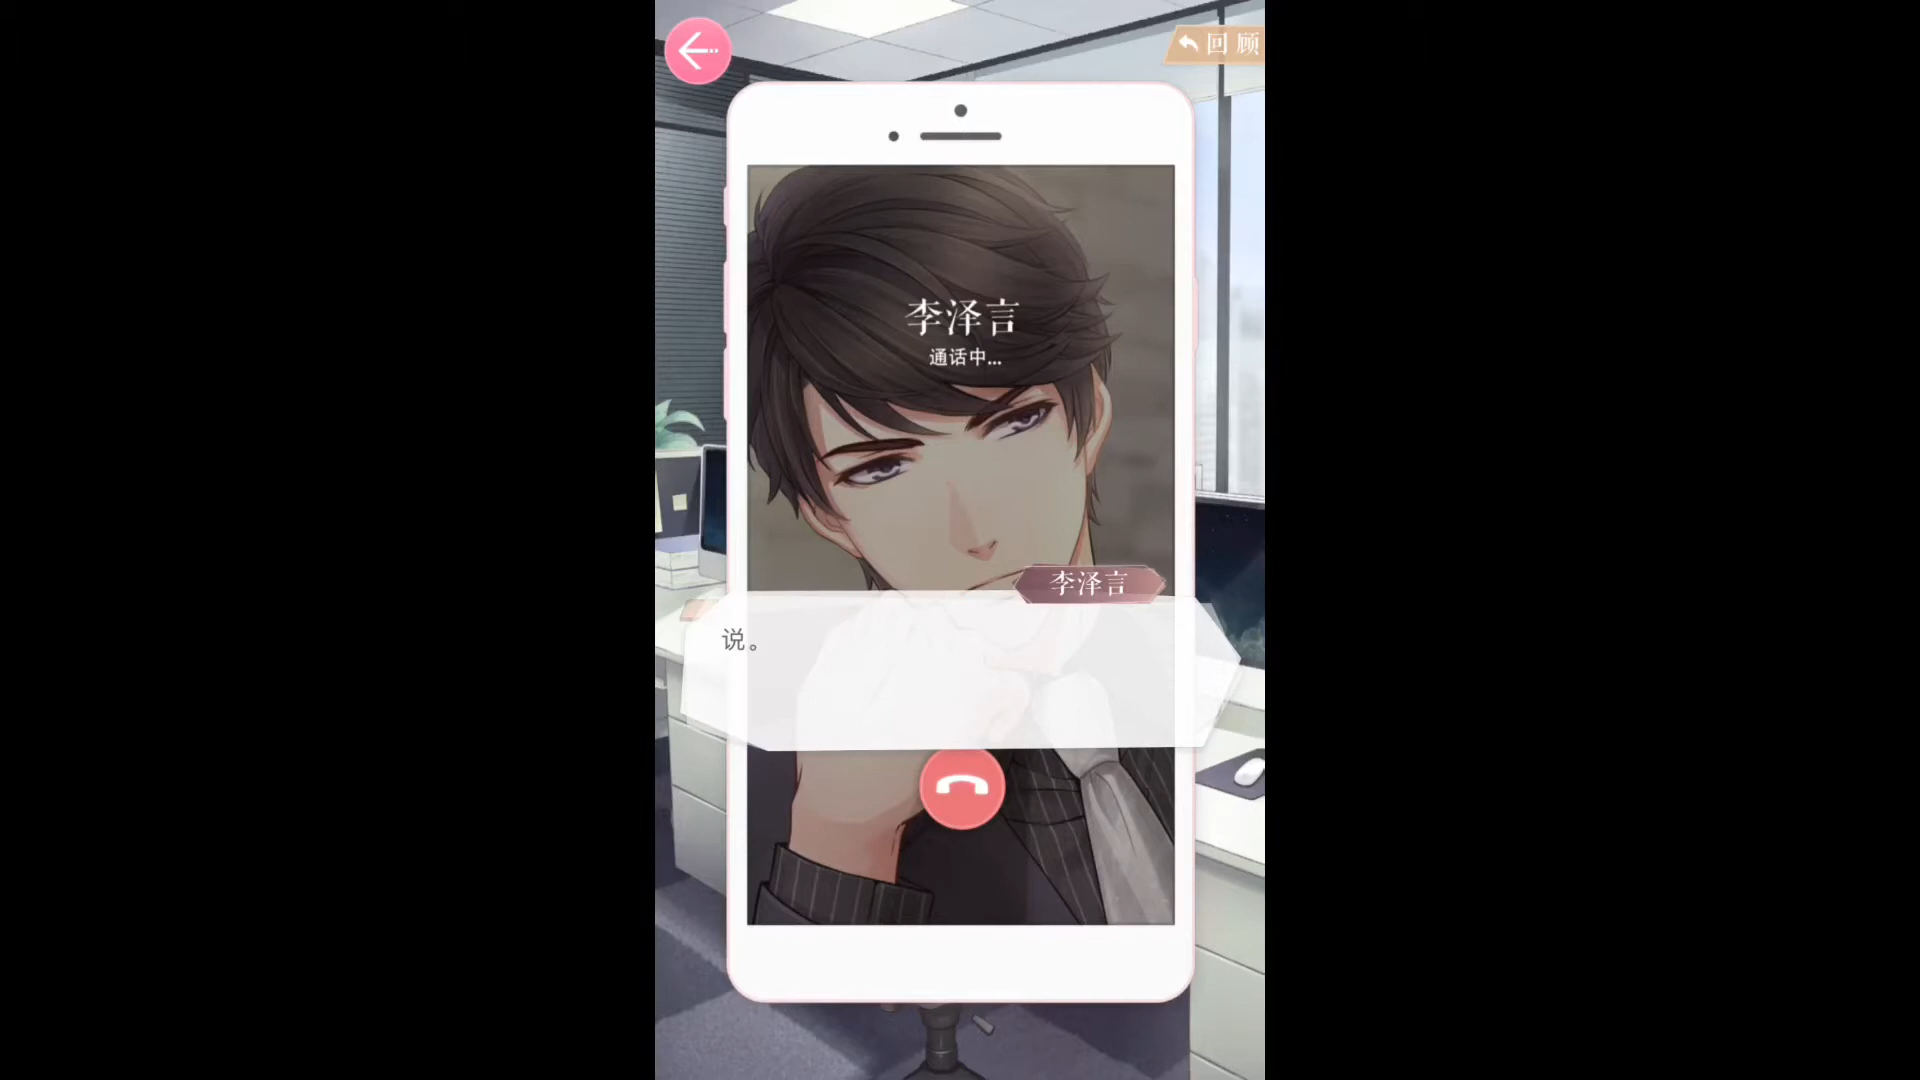 回顾
李泽言
通话中...
李泽言
说。